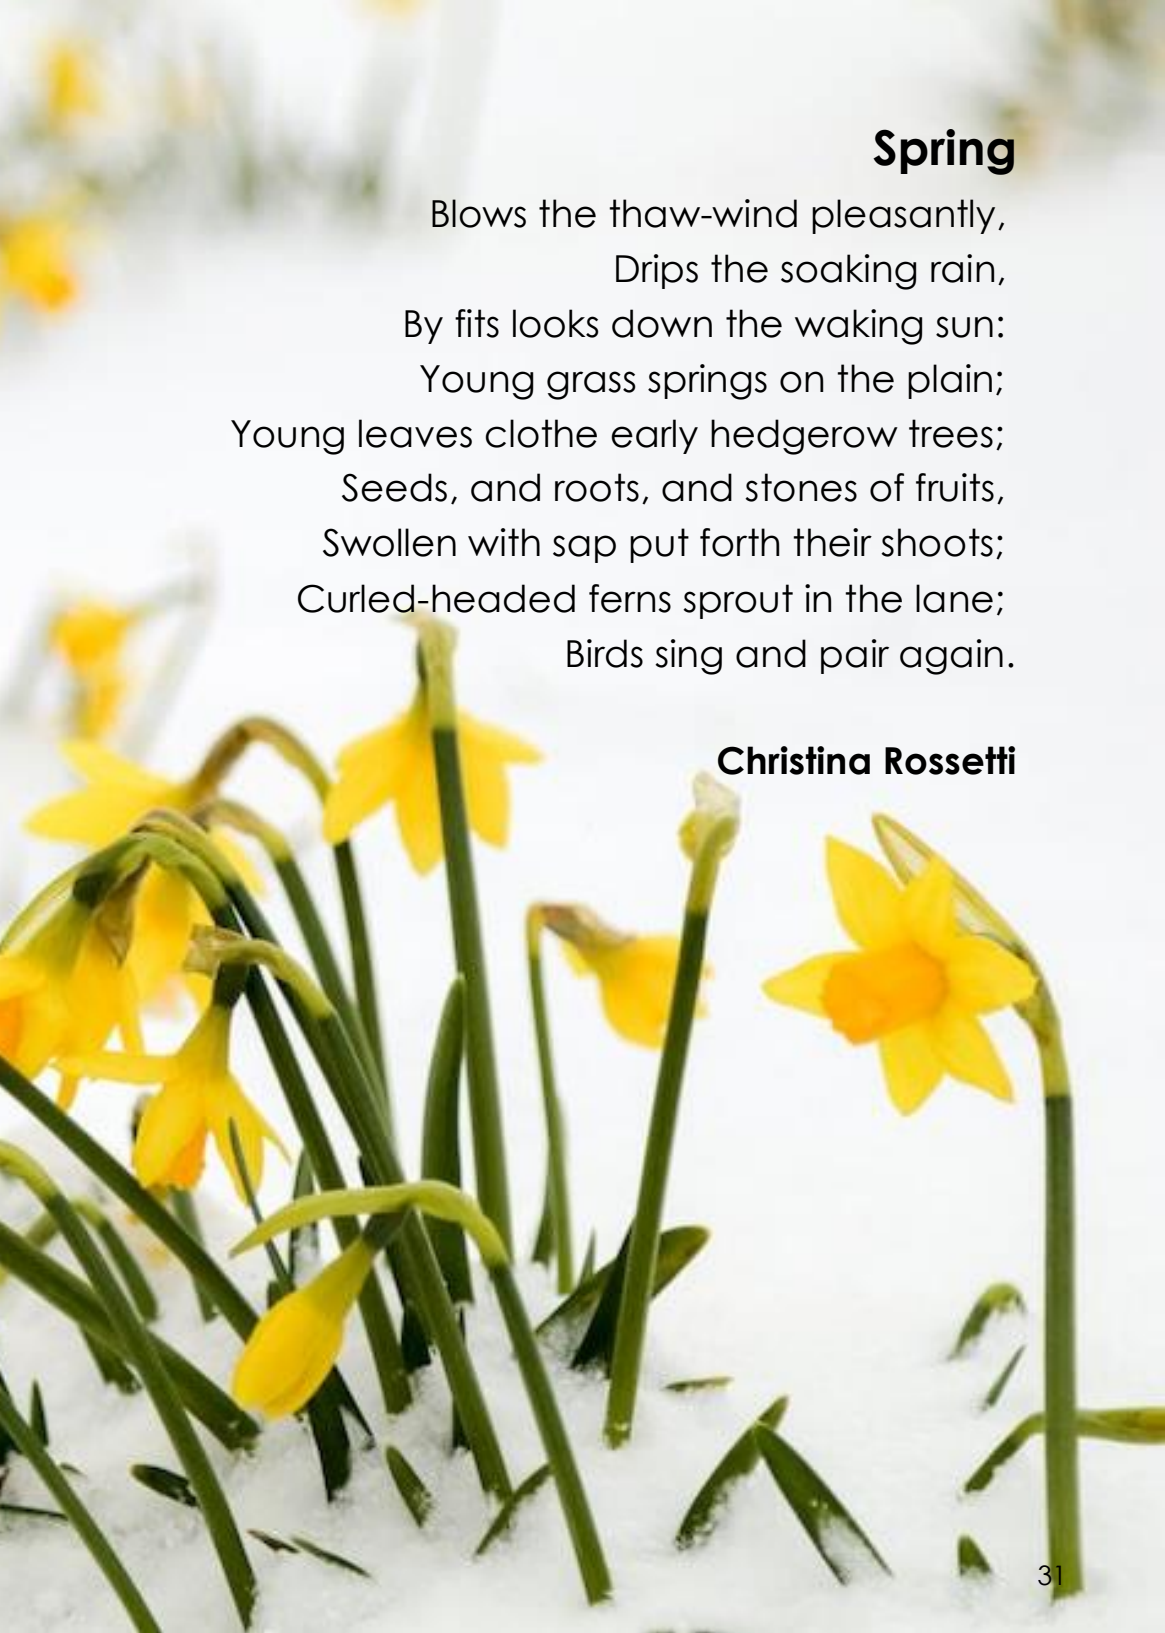 Spring
Blows the thaw-wind pleasantly,
Drips the soaking rain,
By fits looks down the waking sun:
Young grass springs on the plain;
Young leaves clothe early hedgerow trees;
Seeds, and roots, and stones of fruits,
Swollen with sap put forth their shoots;
Curled-headed ferns sprout in the lane;
Birds sing and pair again.
Christina Rossetti
31